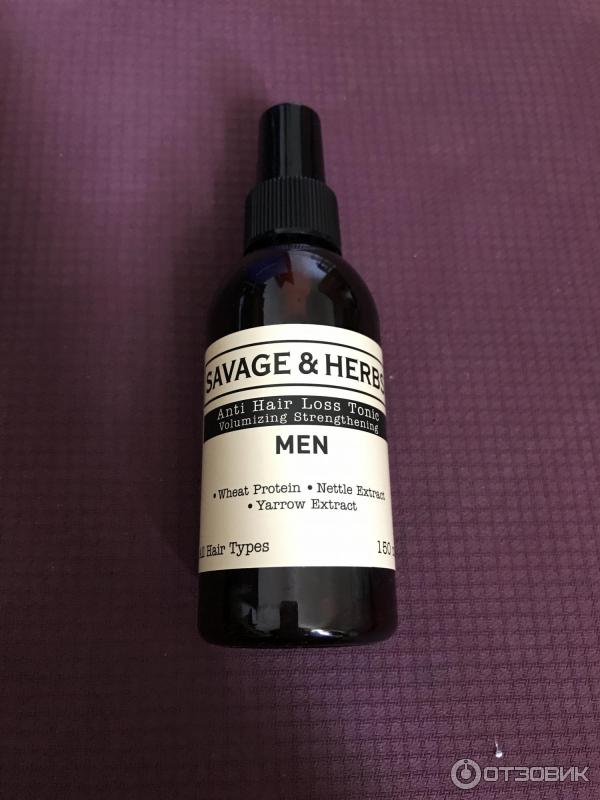 SAVAGE & HERBS
Anti Hair Loss Tonic
Volumizing Strengthening
MEN
• Wheat Protein • Nettle Extract
• Yarrow Extract
All Hair Types 150
ОТЗОВИК